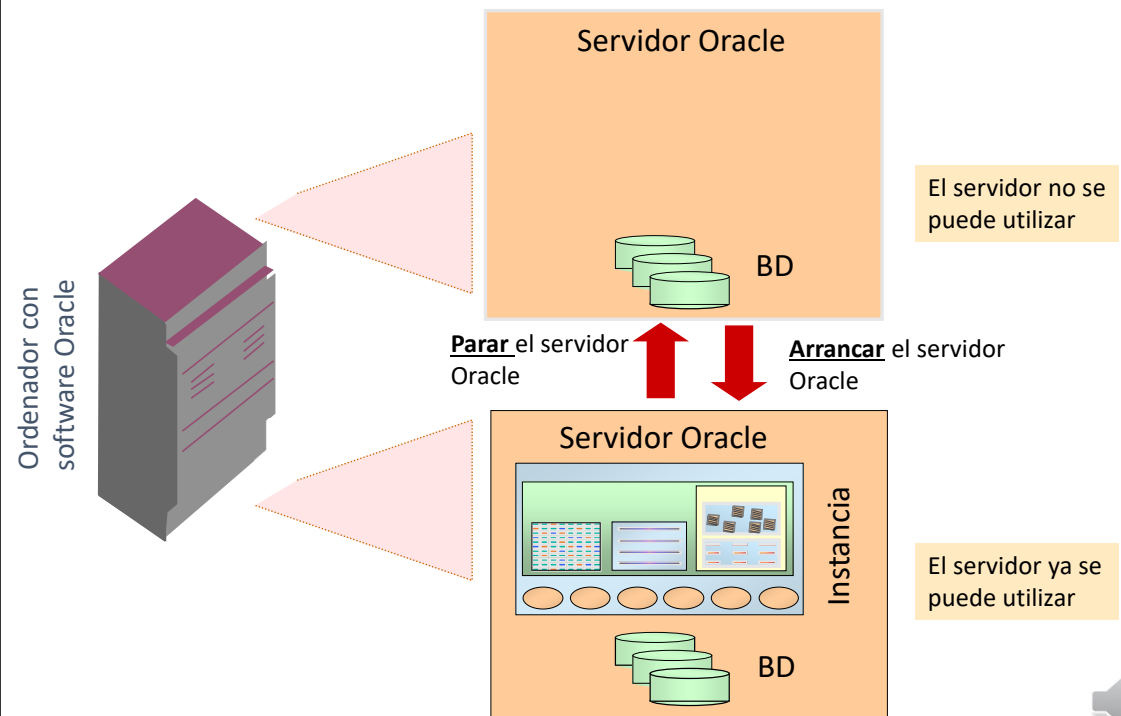 Servidor Oracle
El servidor no se
puede utilizar
BD
Ordenador con
software Oracle
Parar el servidor
Oracle
Arrancar el servidor
Oracle
Servidor Oracle
Instancia
El servidor ya se
puede utilizar
BD